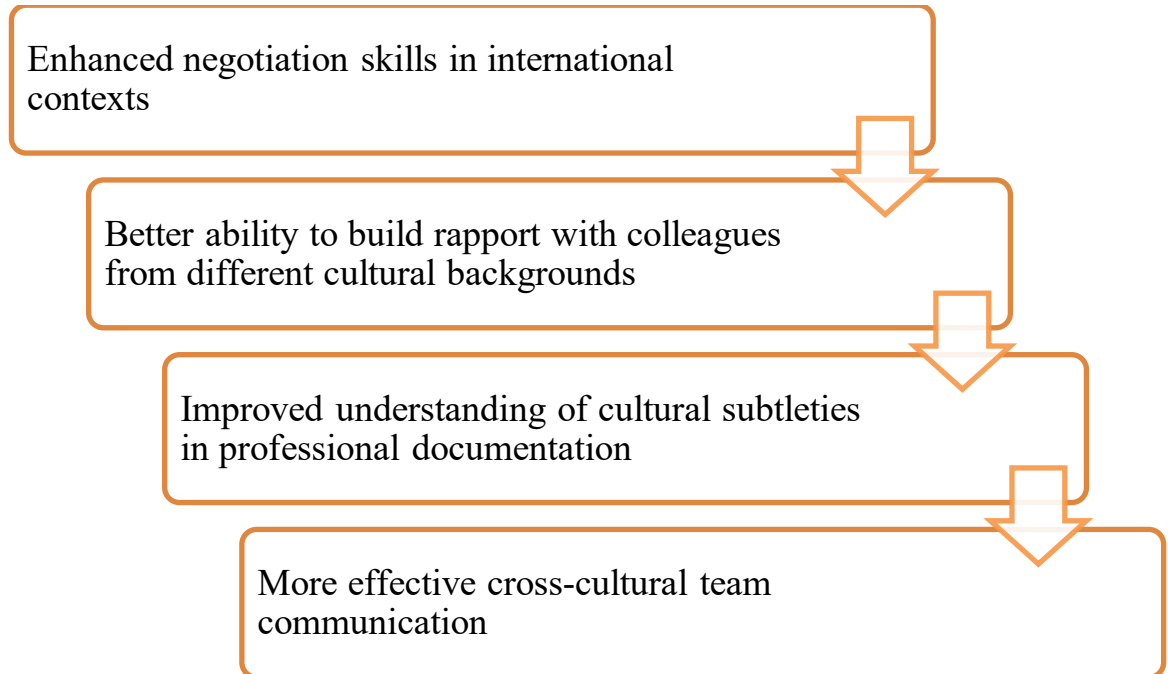 Enhanced negotiation skills in international
contexts
Better ability to build rapport with colleagues
from different cultural backgrounds
Improved understanding of cultural subtleties
in professional documentation
More effective cross-cultural team
communication